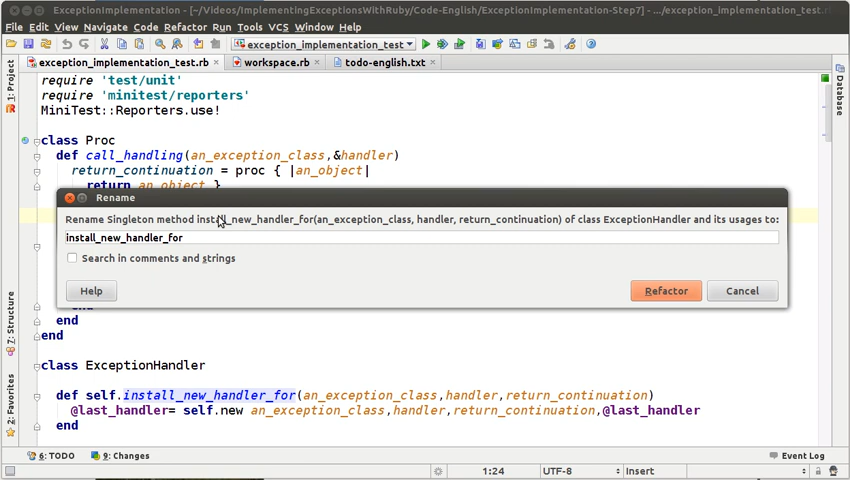 ExceptionImplementation - [~/Videos/ImplementingExceptionsWithRuby/Code-English/ExceptionImplementation-Step7] - .../exception_implementation_test.rb
File Edit View Navigate Code Refactor Run Tools VCS Window Help
exception_implementation_test
exception_implementation_test.rb workspace.rb todo-english.txt
1: Project
Database
require 'test/unit'
require 'minitest/reporters'
MiniTest::Reporters.use!
class Proc
def call_handling(an_exception_class,&handler)
return_continuation = proc { |an_object|
return an_object }
Rename
Rename Singleton method install_new_handler_for(an_exception_class, handler, return_continuation) of class ExceptionHandler and its usages to:
install_new_handler_for
Search in comments and strings
Help Refactor Cancel
end
end
end
7: Structure
2: Favorites
class ExceptionHandler
def self.install_new_handler_for(an_exception_class,handler,return_continuation)
@last_handler= self.new an_exception_class,handler,return_continuation,@last_handler
end
6: TODO 9: Changes Event Log
1:24 UTF-8 Insert